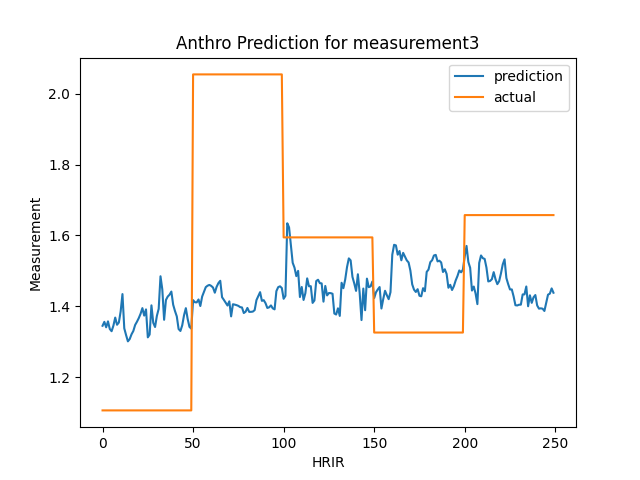 Anthro Prediction for measurement3
prediction
actual
Measurement
2.0
1.8
1.6
1.4
1.2
0 50 100 150 200 250
HRIR